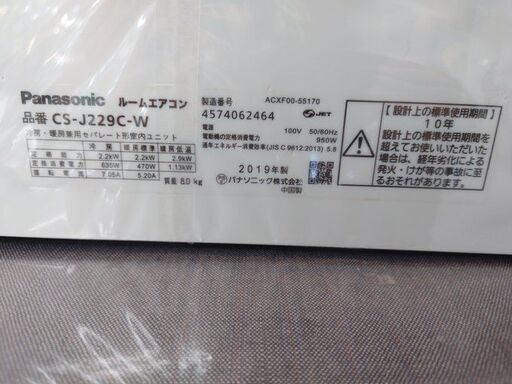 Panasonic ルームエアコン
品番 CS-J229C-W
冷房・暖房兼用セパレート形室内ユニット
冷房 暖房標準 暖房低温
定格能力 2.2kW 2.2kW 2.9kW
定格消費電力 635W 470W 1.13kW
運転電流 7.05A 5.20A
質量 8.0kg
製造番号 ACXF00-55170
4574062464 JET
電源 100V 50/60Hz
電動機の定格消費電力 950W
通年エネルギー消費効率(JIS C 9612:2013) 5.8
2019年製
パナソニック株式会社
中国製
【設計上の標準使用期間】
10年
設計上の標準使用期間を
超えてお使いいただいた
場合は、経年劣化による
発火・けが等の事故に至
るおそれがあります。